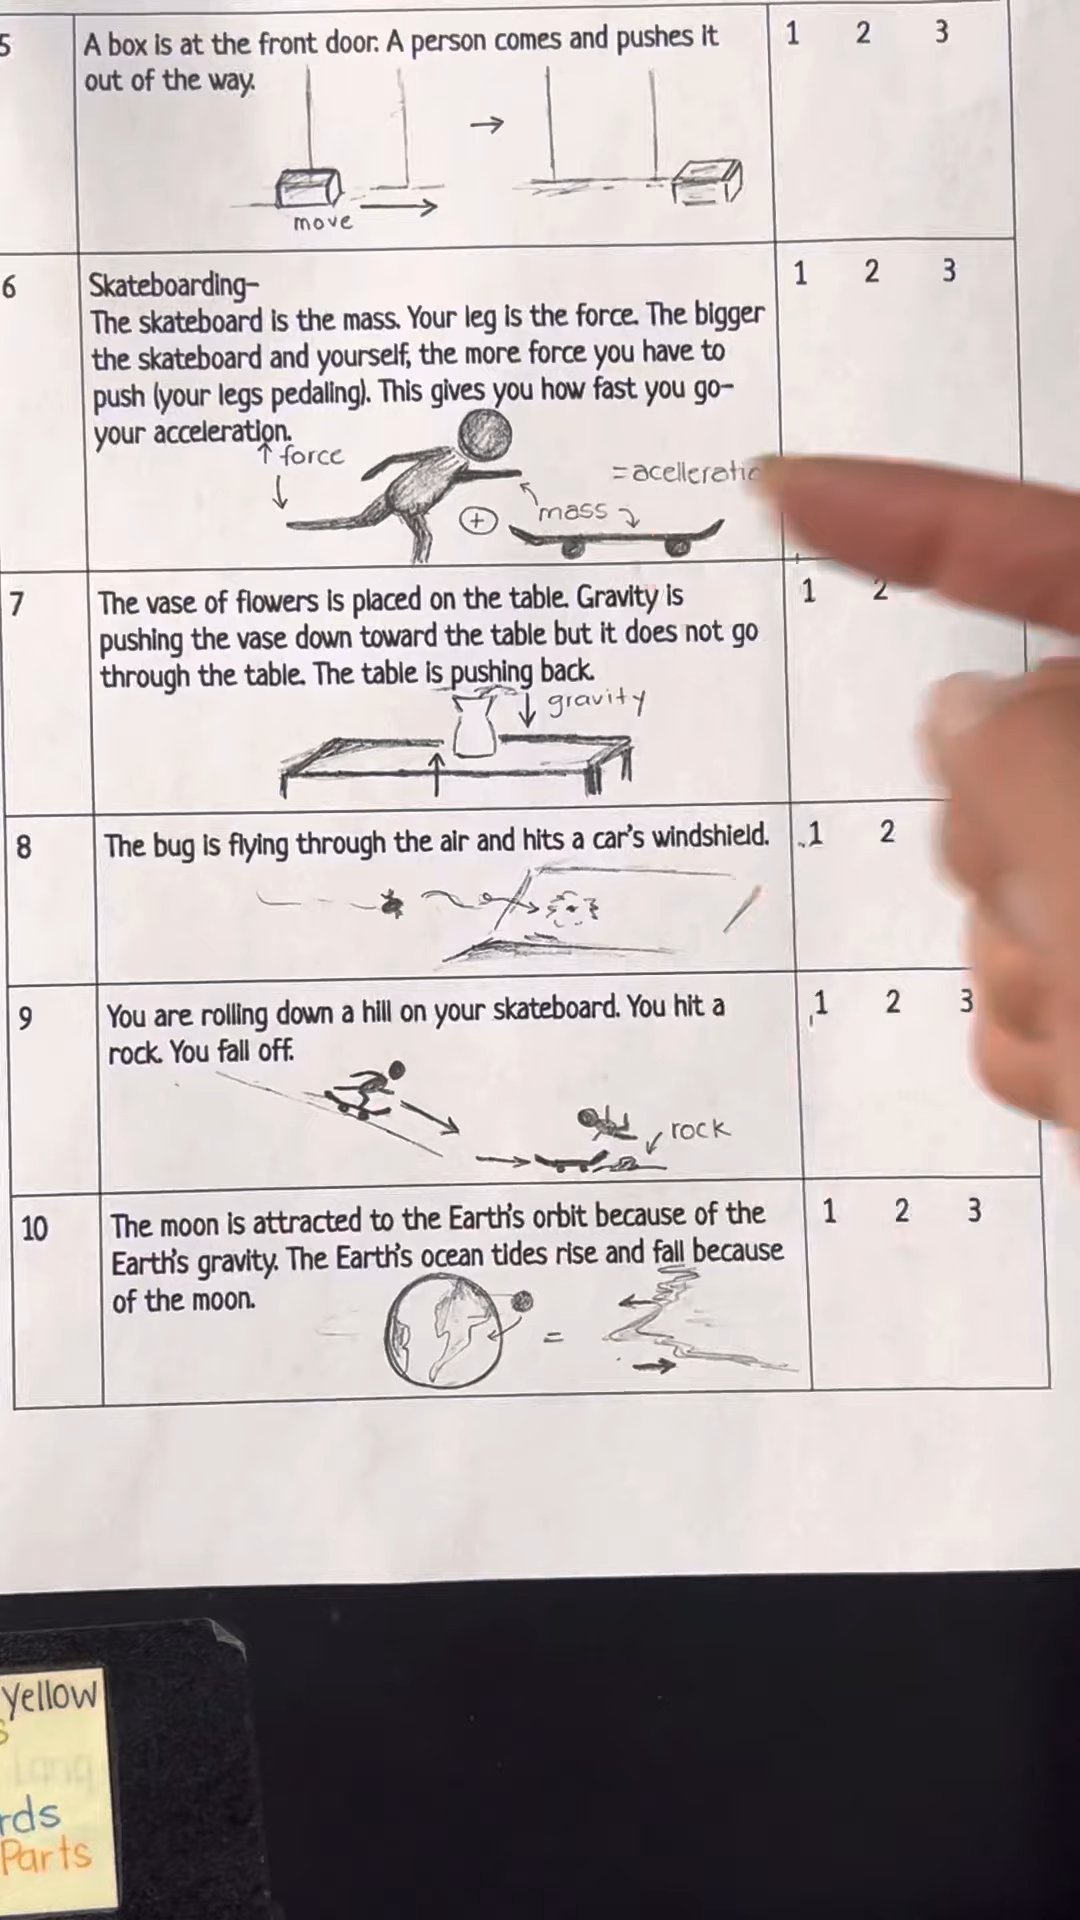 5
A box is at the front door. A person comes and pushes it
out of the way.
1 2 3
move
6
Skateboarding-
The skateboard is the mass. Your leg is the force. The bigger
the skateboard and yourself, the more force you have to
push (your legs pedaling). This gives you how fast you go-
your acceleration.
1 2 3
force
= acelleratio
mass
+
7
The vase of flowers is placed on the table. Gravity is
pushing the vase down toward the table but it does not go
through the table. The table is pushing back.
1 2
gravity
8
The bug is flying through the air and hits a car's windshield.
1 2
9
You are rolling down a hill on your skateboard. You hit a
rock. You fall off.
1 2 3
rock
10
The moon is attracted to the Earth's orbit because of the
Earth's gravity. The Earth's ocean tides rise and fall because
of the moon.
1 2 3
=
yellow
s
Lang
rds
Parts